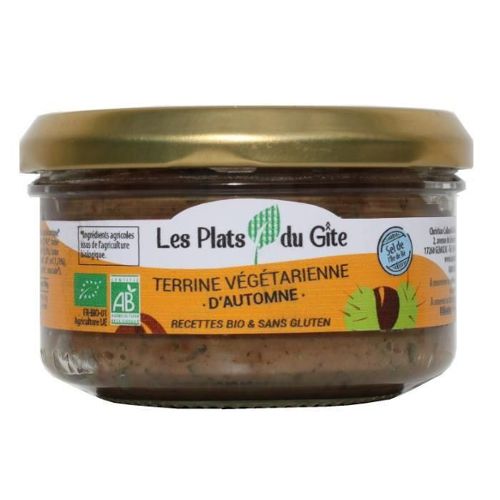 *Ingrédients agricoles
issus de l'agriculture
biologique.
FR-BIO-01
Agriculture UE
AB
Les Plats du Gîte
TERRINE VÉGÉTARIENNE
- D'AUTOMNE -
RECETTES BIO & SANS GLUTEN
Sel de
l'Île de Ré